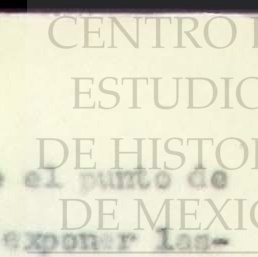 CENTRO
ESTUDIO
DE HISTO
el punto de
DE MEXIC
exponer las-